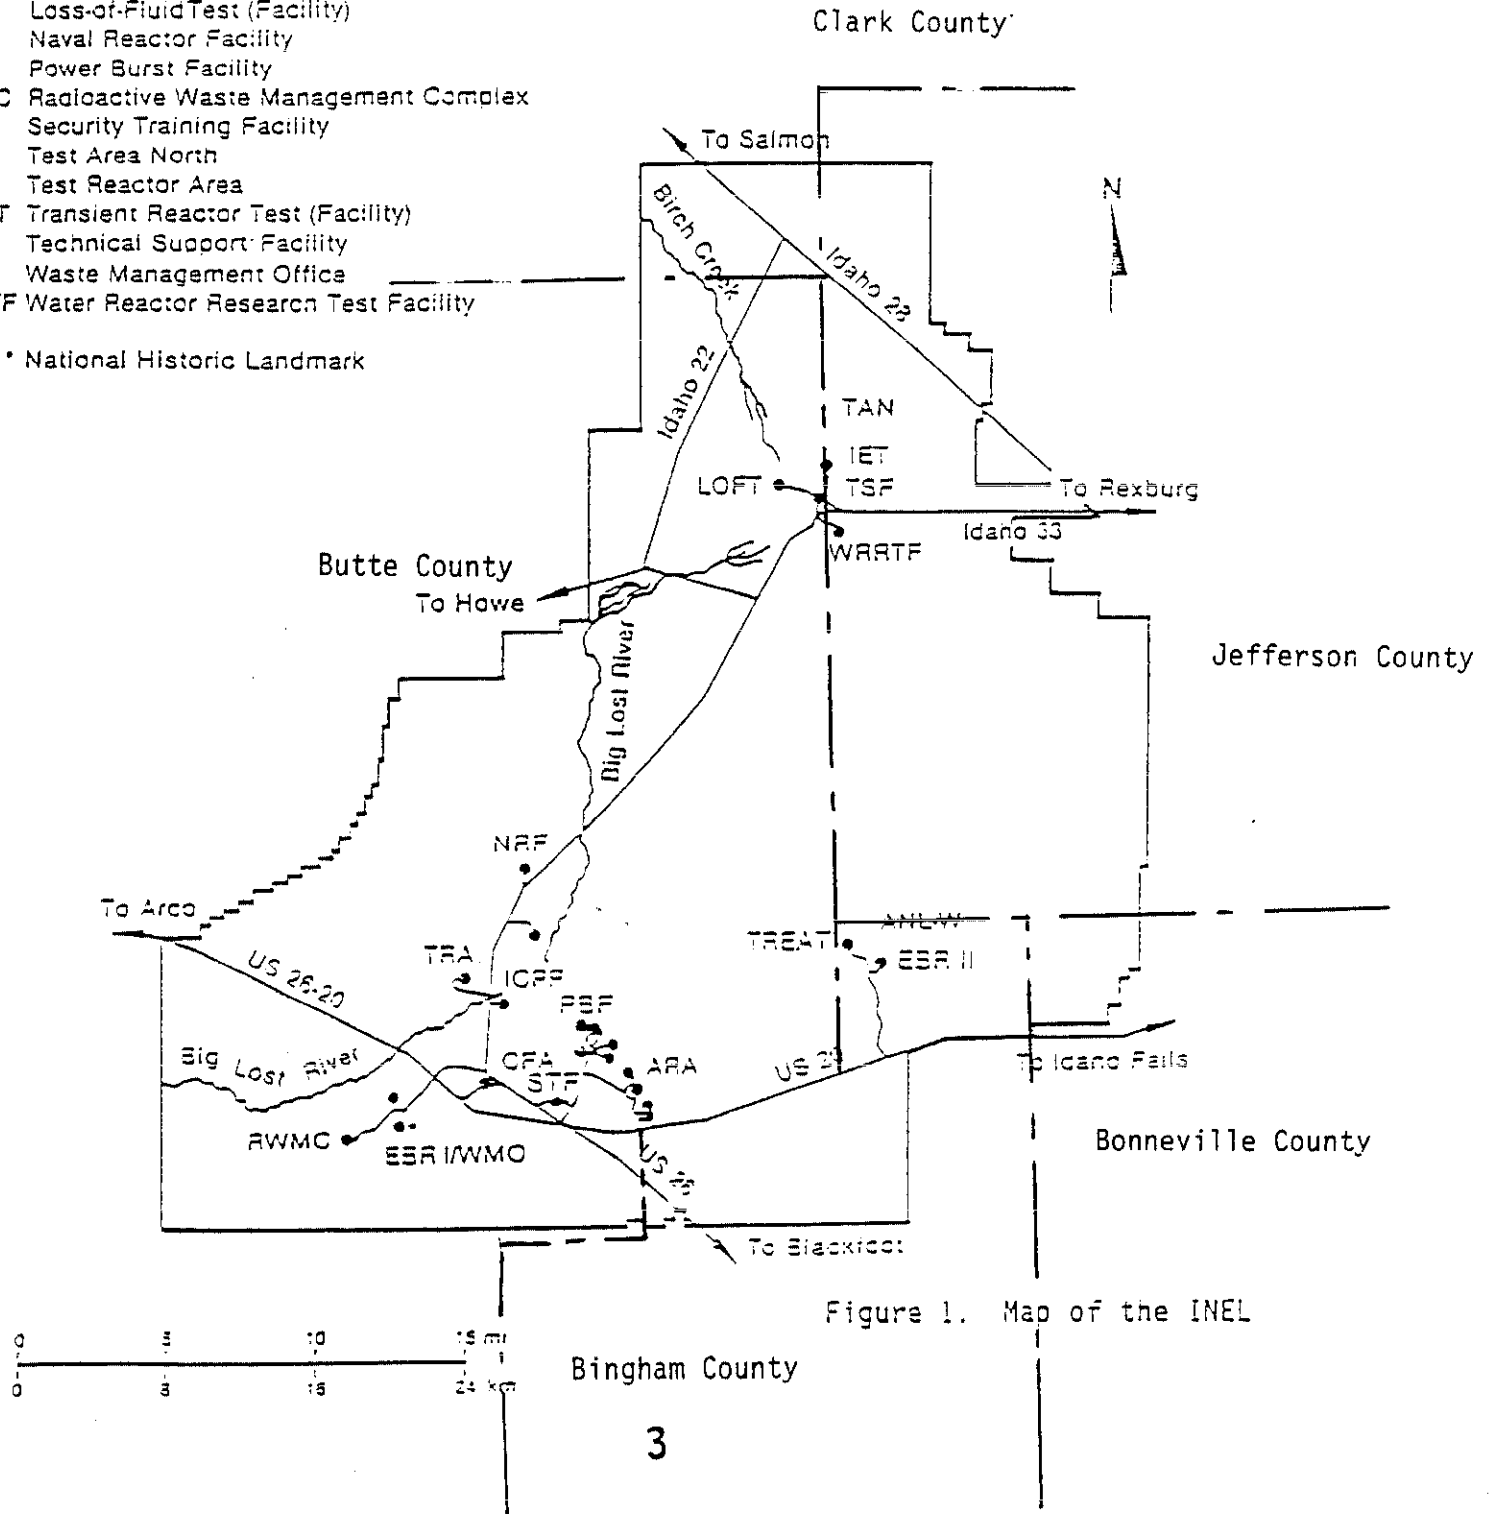 Loss-of-Fluid Test (Facility)
Naval Reactor Facility
Power Burst Facility
C Radioactive Waste Management Complex
Security Training Facility
Test Area North
Test Reactor Area
T Transient Reactor Test (Facility)
Technical Support Facility
Waste Management Office
F Water Reactor Research Test Facility
* National Historic Landmark
Clark County
To Salmon
N
Birch Creek
Idaho 28
Idaho 22
TAN
IET
LOFT
TSF
To Rexburg
Idaho 33
WRRTF
Butte County
To Howe
Big Lost River
Jefferson County
NRF
To Arco
ANL-W
TREAT
EBR II
TRA
ICPP
US 26-20
PBF
Big Lost River
CFA
ARA
STF
US 20
To Idaho Falls
RWMC
EBR I/WMO
US 26
Bonneville County
To Blackfoot
Figure 1. Map of the INEL
0 5 10 15 mi
0 8 16 24 km
Bingham County
3